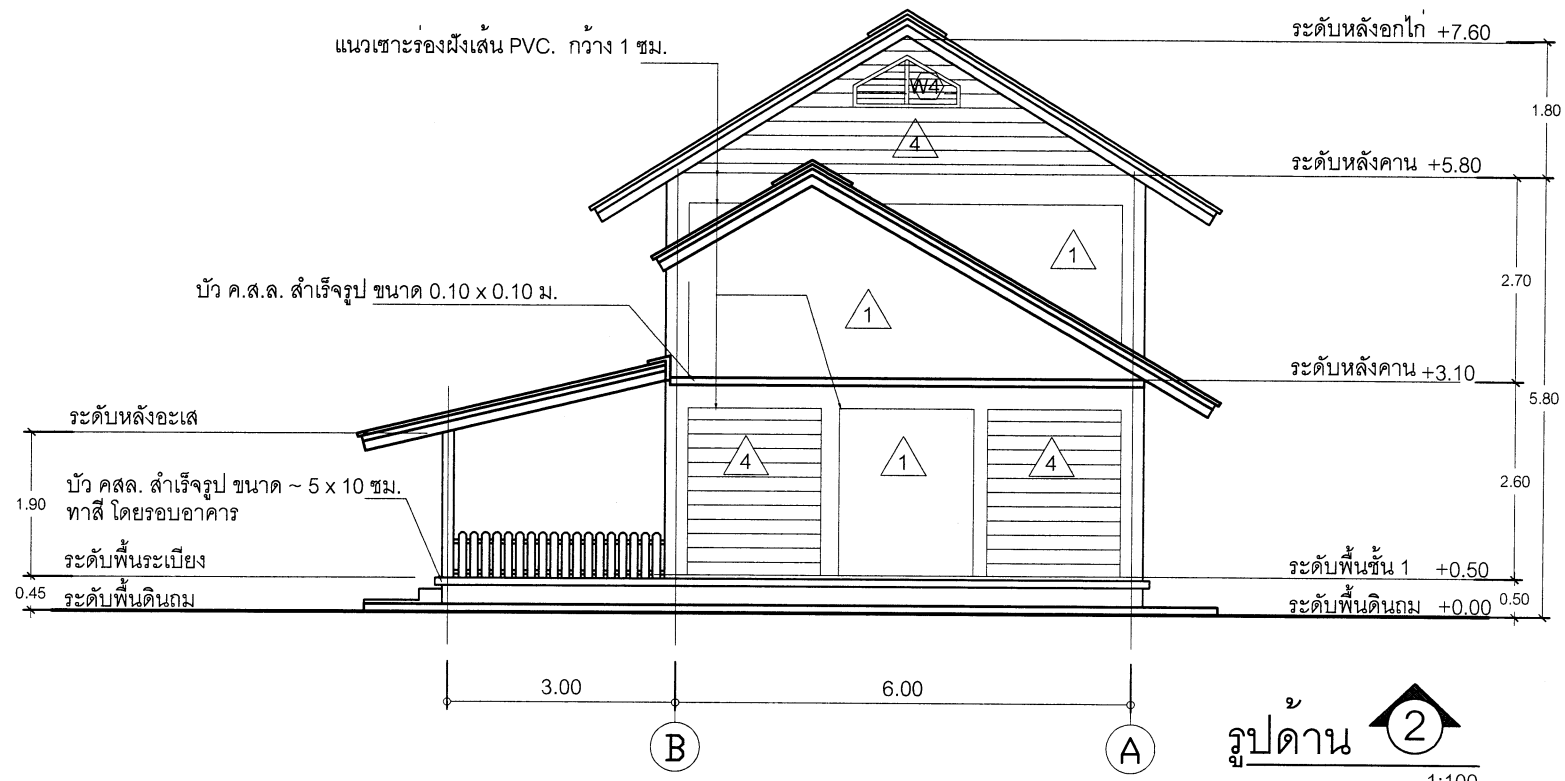 แนวเซาะร่องฝังเส้น PVC. กว้าง 1 ซม.
ระดับหลังอกไก่ +7.60
W4
1.80
4
ระดับหลังคาน +5.80
1
2.70
บัว ค.ส.ล. สำเร็จรูป ขนาด 0.10 x 0.10 ม.
1
ระดับหลังคาน +3.10
5.80
ระดับหลังอะเส
4
1
4
บัว คสล. สำเร็จรูป ขนาด ~ 5 x 10 ซม.
ทาสี โดยรอบอาคาร
1.90
2.60
ระดับพื้นระเบียง
ระดับพื้นชั้น 1 +0.50
0.45
ระดับพื้นดินถม
ระดับพื้นดินถม +0.00
0.50
3.00
6.00
B
A
รูปด้าน 2
1:100